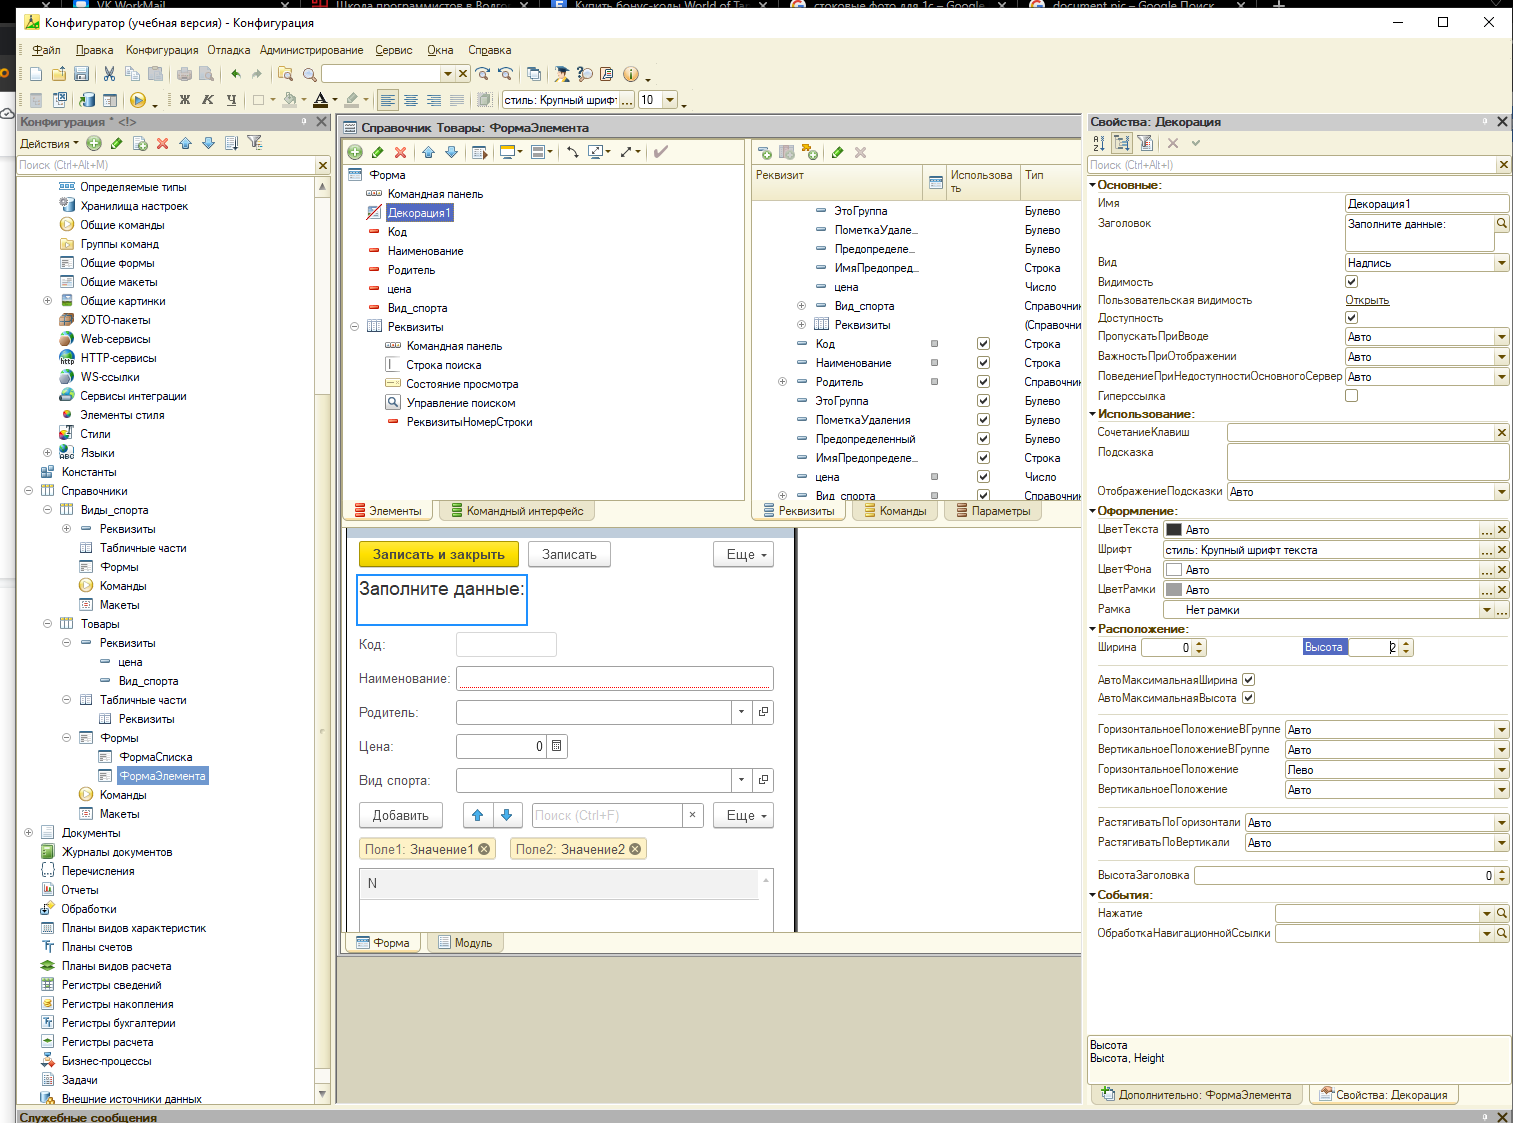 VK WorkMail
Школа программистов в Волгог
Купить бонус-коды World of Tan
стоковые фото для 1с – Google
document pic – Google Поиск
Конфигуратор (учебная версия) - Конфигурация
Файл Правка Конфигурация Отладка Администрирование Сервис Окна Справка
Ж К Ч А стиль: Крупный шрифт ... 10
Конфигурация * <!>
Действия
Поиск (Ctrl+Alt+M)
Определяемые типы
Хранилища настроек
Общие команды
Группы команд
Общие формы
Общие макеты
Общие картинки
XDTO-пакеты
Web-сервисы
HTTP-сервисы
WS-ссылки
Сервисы интеграции
Элементы стиля
Стили
Языки
Константы
Справочники
Виды_спорта
Реквизиты
Табличные части
Формы
Команды
Макеты
Товары
Реквизиты
цена
Вид_спорта
Табличные части
Реквизиты
Формы
ФормаСписка
ФормаЭлемента
Команды
Макеты
Документы
Журналы документов
Перечисления
Отчеты
Обработки
Планы видов характеристик
Планы счетов
Планы видов расчета
Регистры сведений
Регистры накопления
Регистры бухгалтерии
Регистры расчета
Бизнес-процессы
Задачи
Внешние источники данных
Справочник Товары: ФормаЭлемента
Форма
Командная панель
Декорация1
Код
Наименование
Родитель
цена
Вид_спорта
Реквизиты
Командная панель
Строка поиска
Состояние просмотра
Управление поиском
РеквизитыНомерСтроки
Элементы Командный интерфейс
Реквизит Использова
ть Тип
ЭтоГруппа Булево
ПометкаУдале... Булево
Предопределе... Булево
ИмяПредопред... Строка
цена Число
Вид_спорта Справочник
Реквизиты (Справочни
Код Строка
Наименование Строка
Родитель Справочник
ЭтоГруппа Булево
ПометкаУдаления Булево
Предопределенный Булево
ИмяПредопределе... Строка
цена Число
Вид_спорта Справочник
Реквизиты Команды Параметры
Записать и закрыть Записать Еще
Заполните данные:
Код:
Наименование:
Родитель:
Цена: 0
Вид спорта:
Добавить Поиск (Ctrl+F) × Еще
Поле1: Значение1 Поле2: Значение2
N
Форма Модуль
Свойства: Декорация
Поиск (Ctrl+Alt+I)
Основные:
Имя Декорация1
Заголовок Заполните данные:
Вид Надпись
Видимость
Пользовательская видимость Открыть
Доступность
ПропускатьПриВводе Авто
ВажностьПриОтображении Авто
ПоведениеПриНедоступностиОсновногоСервер Авто
Гиперссылка
Использование:
СочетаниеКлавиш
Подсказка
ОтображениеПодсказки Авто
Оформление:
ЦветТекста Авто ...
Шрифт стиль: Крупный шрифт текста ...
ЦветФона Авто ...
ЦветРамки Авто ...
Рамка Нет рамки ...
Расположение:
Ширина 0 Высота 2
АвтоМаксимальнаяШирина
АвтоМаксимальнаяВысота
ГоризонтальноеПоложениеВГруппе Авто
ВертикальноеПоложениеВГруппе Авто
ГоризонтальноеПоложение Лево
ВертикальноеПоложение Авто
РастягиватьПоГоризонтали Авто
РастягиватьПоВертикали Авто
ВысотаЗаголовка 0
События:
Нажатие
ОбработкаНавигационнойСсылки
Высота
Высота, Height
Дополнительно: ФормаЭлемента Свойства: Декорация
Служебные сообщения